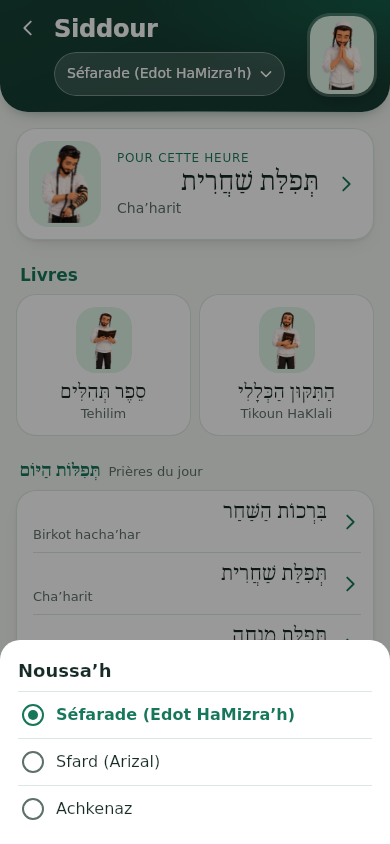 Siddour
Séfarade (Edot HaMizra’h)
POUR CETTE HEURE
תְּפִלַּת שַׁחֲרִית
Cha’harit
Livres
סֵפֶר תְּהִלִּים
Tehilim
הַתִּקּוּן הַכְּלָלִי
Tikoun HaKlali
תְּפִלּוֹת הַיּוֹם Prières du jour
בִּרְכוֹת הַשַּׁחַר
Birkot hacha’har
תְּפִלַּת שַׁחֲרִית
Cha’harit
תְּפִלַּת מִנְחָה
Noussa’h
Séfarade (Edot HaMizra’h)
Sfard (Arizal)
Achkenaz